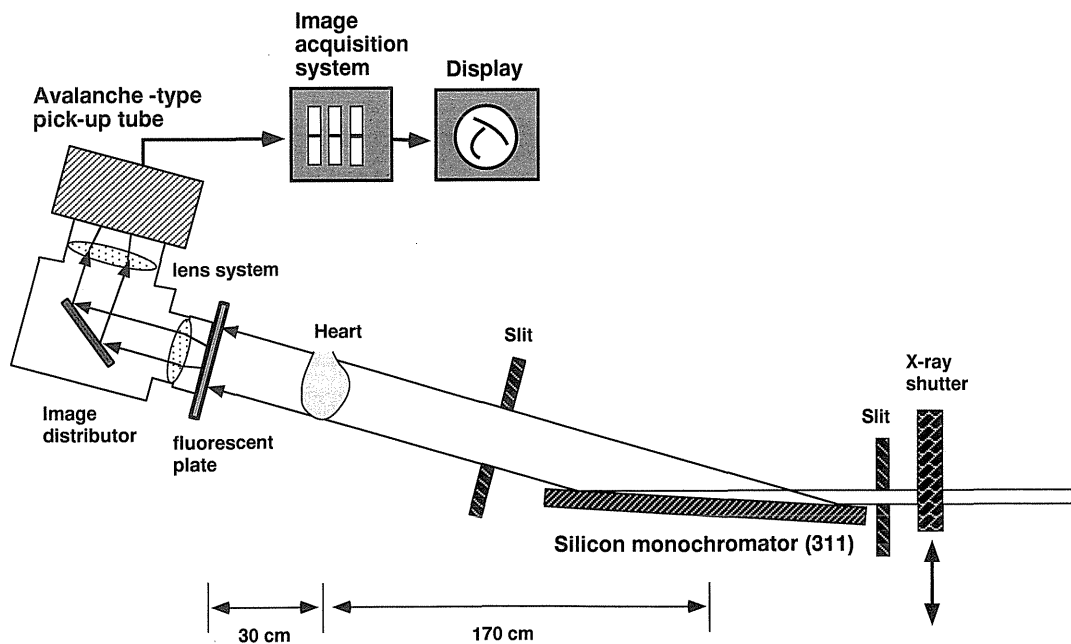 Image
acquisition
system
Display
Avalanche -type
pick-up tube
lens system
Heart
Slit
X-ray
shutter
Slit
Image
distributor
fluorescent
plate
Silicon monochromator (311)
30 cm
170 cm